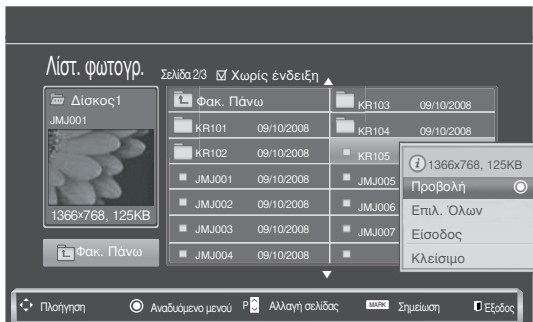 Λίστ. φωτογρ. Σελίδα 2/3 ☑ Χωρίς ένδειξη
Δίσκος1
JMJ001
1366x768, 125KB
Φακ. Πάνω
Φακ. Πάνω
KR101 09/10/2008
KR102 09/10/2008
JMJ001 09/10/2008
JMJ002 09/10/2008
JMJ003 09/10/2008
JMJ004 09/10/2008
KR103 09/10/2008
KR104 09/10/2008
KR105
JMJ005
JMJ006
JMJ007
1366x768, 125KB
Προβολή
Επιλ. Όλων
Είσοδος
Κλείσιμο
Πλοήγηση Αναδυόμενο μενού P Αλλαγή σελίδας MARK Σημείωση Έξοδος